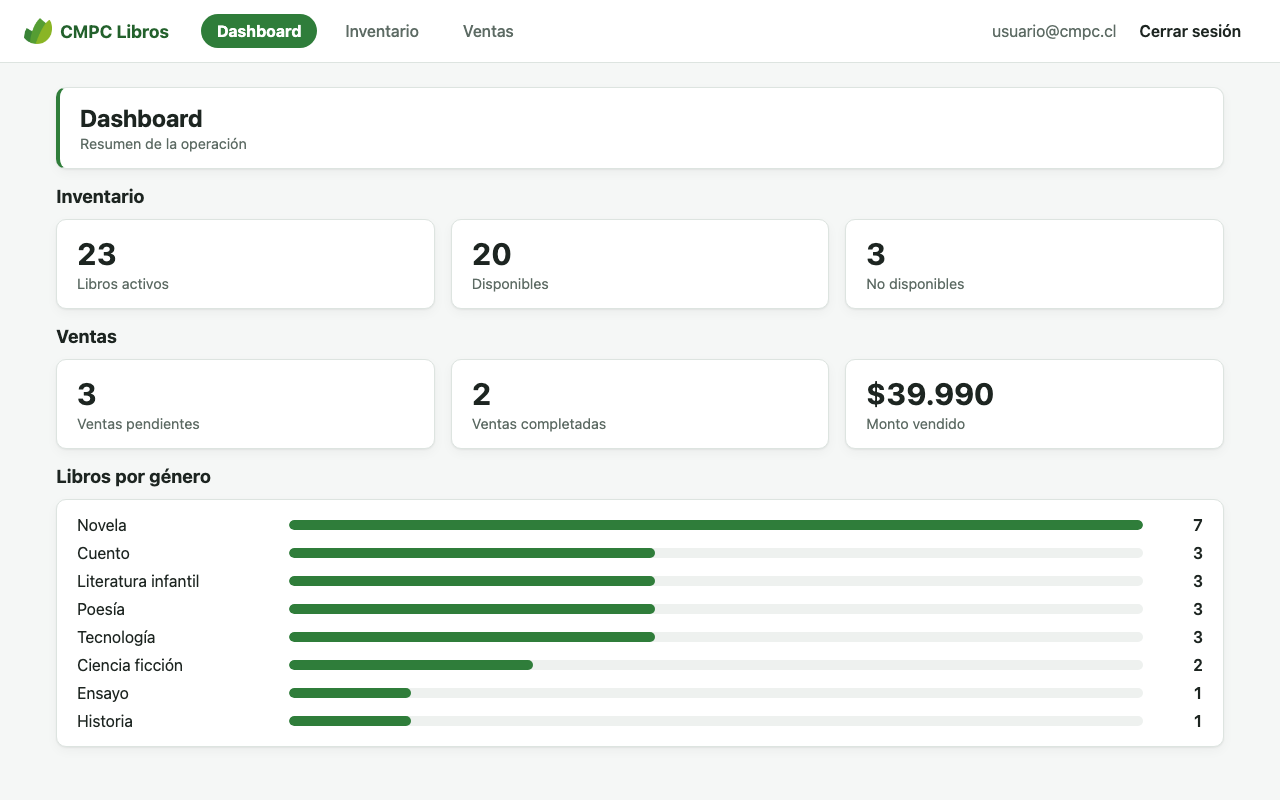 CMPC Libros Dashboard Inventario Ventas usuario@cmpc.cl Cerrar sesión
Dashboard
Resumen de la operación
Inventario
23 20 3
Libros activos Disponibles No disponibles
Ventas
3 2 $39.990
Ventas pendientes Ventas completadas Monto vendido
Libros por género
Novela 7
Cuento 3
Literatura infantil 3
Poesía 3
Tecnología 3
Ciencia ficción 2
Ensayo 1
Historia 1